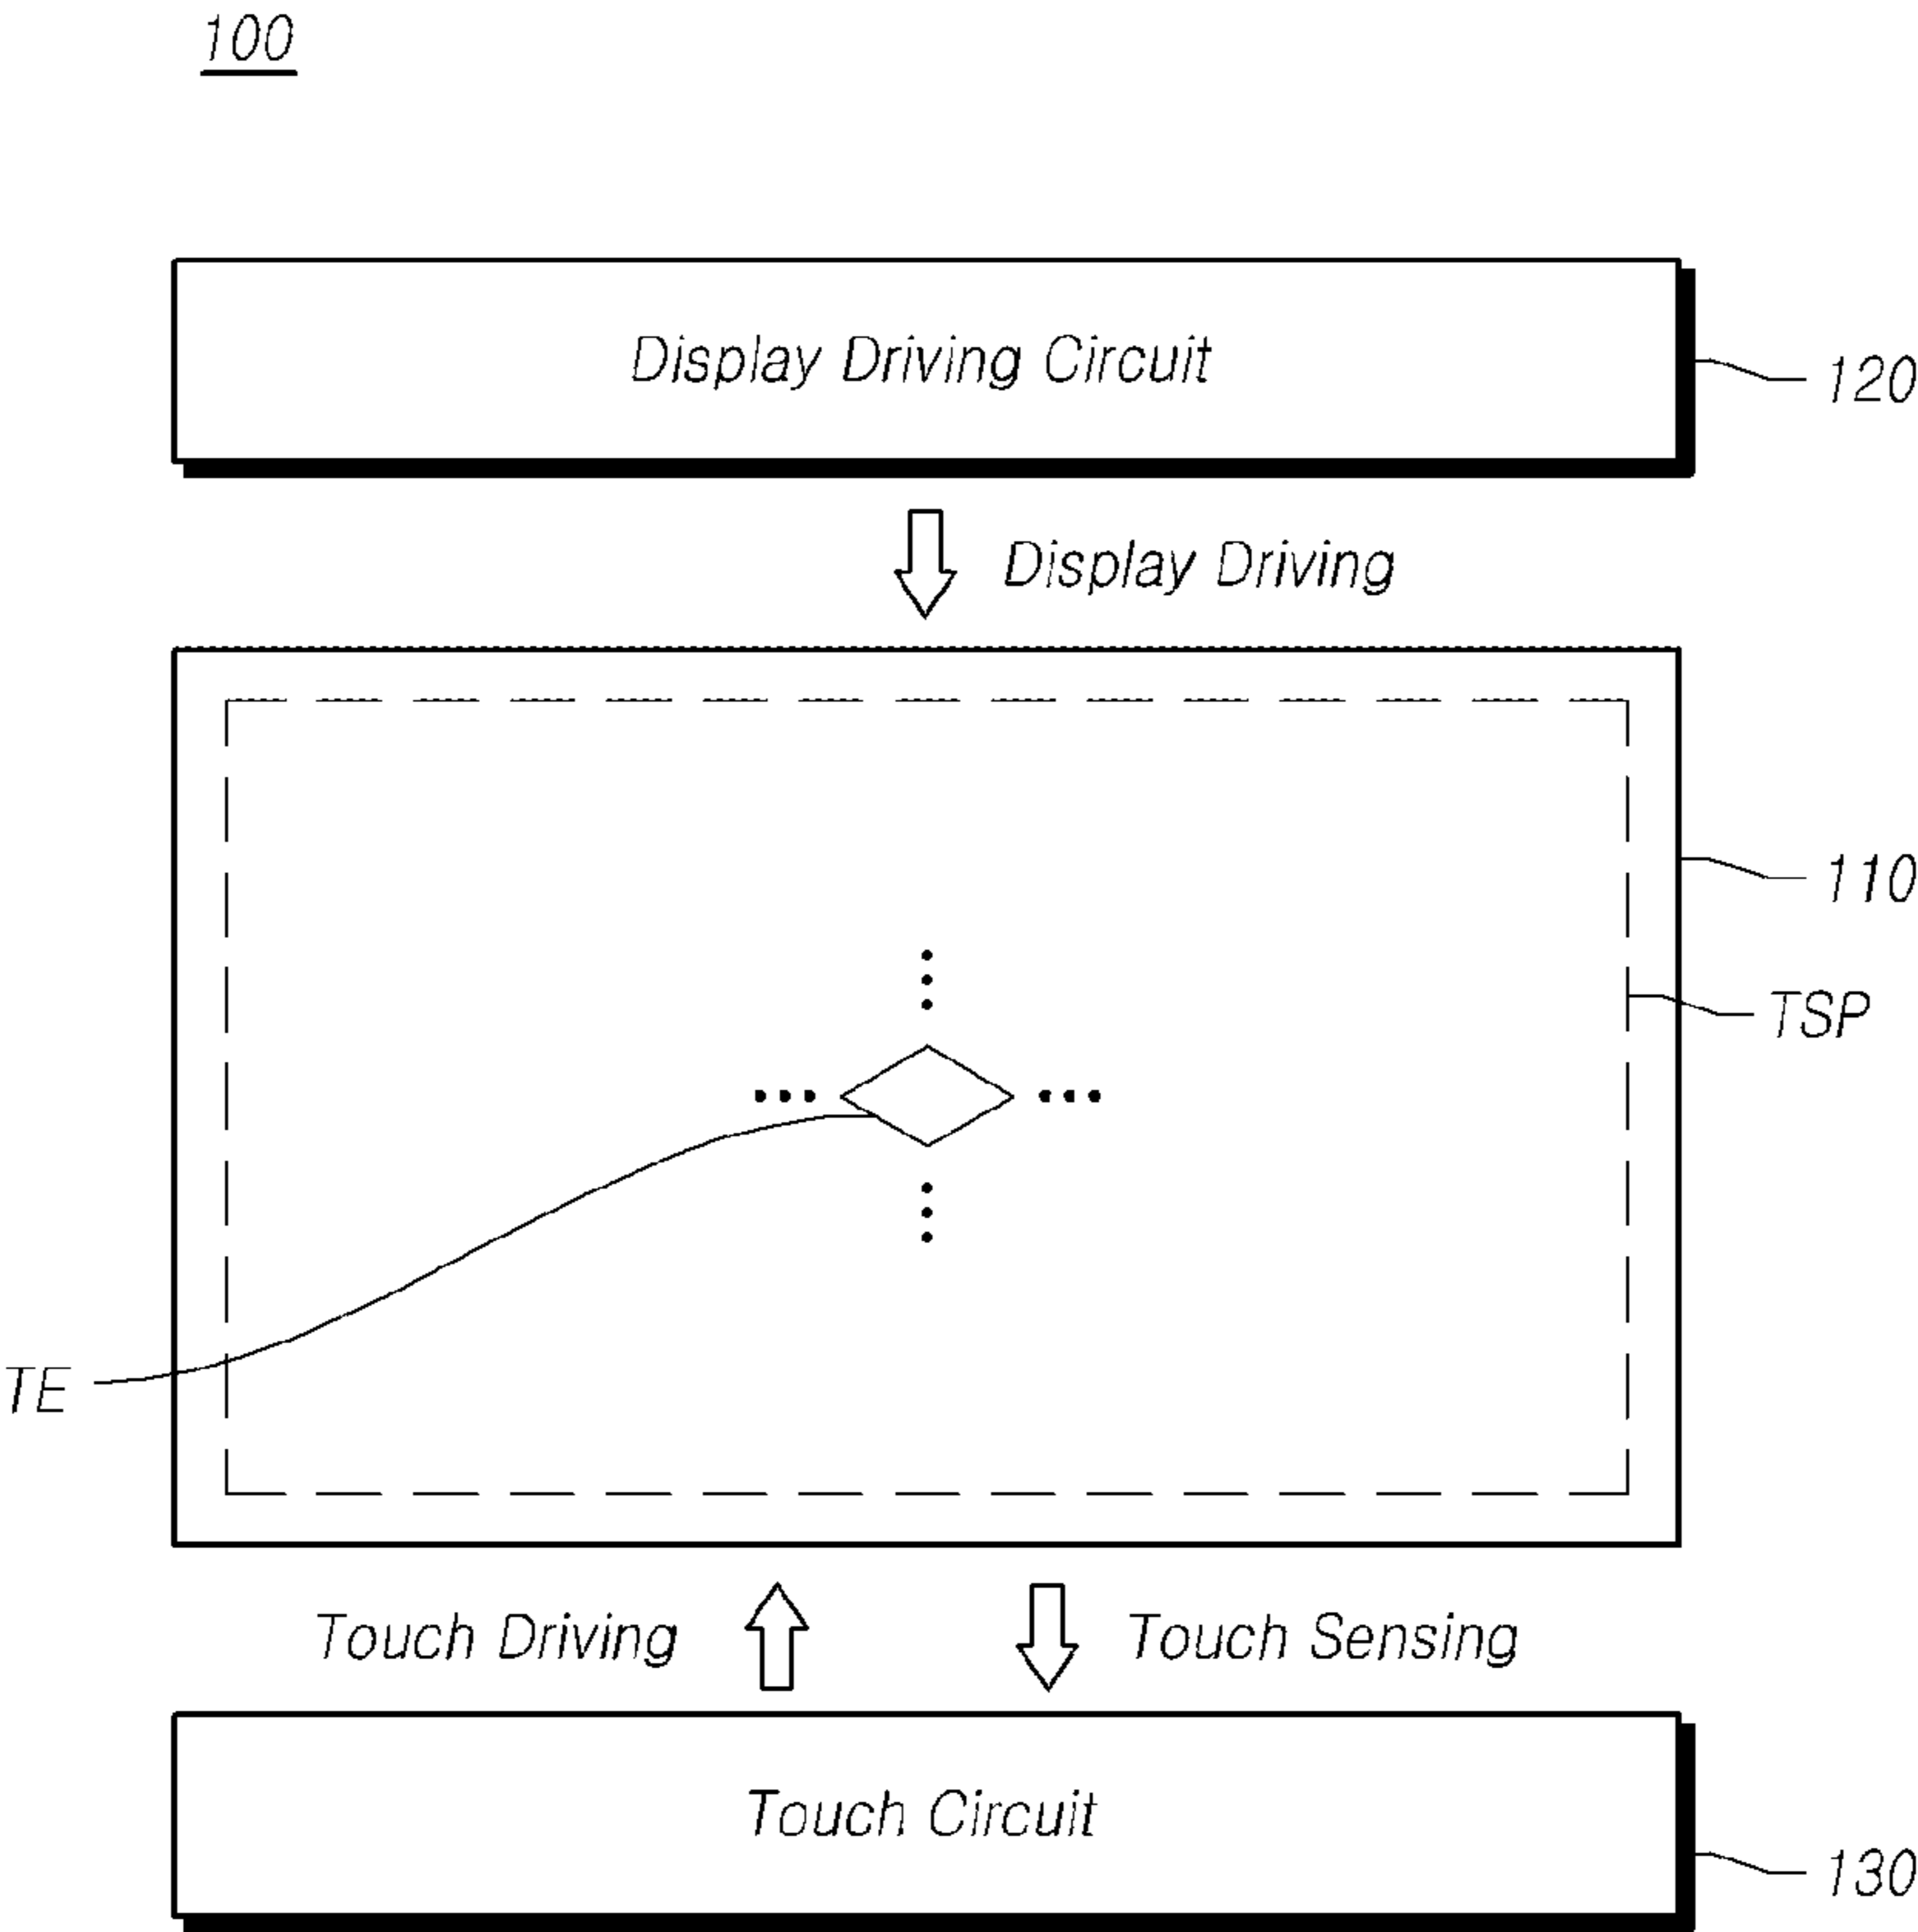 100
Display Driving Circuit
120
Display Driving
110
TSP
TE
Touch Driving
Touch Sensing
Touch Circuit
130